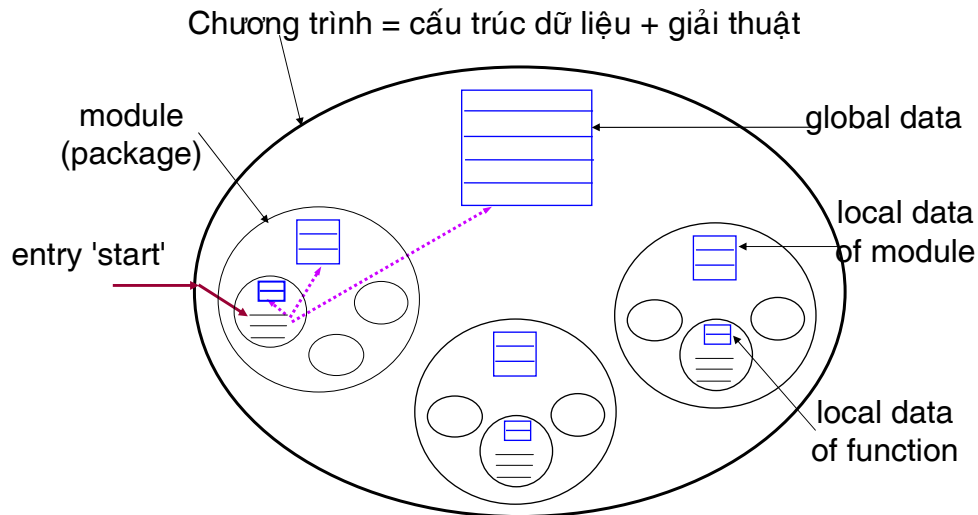 Chương trình = cấu trúc dữ liệu + giải thuật
module
(package)
global data
entry 'start'
local data
of module
local data
of function